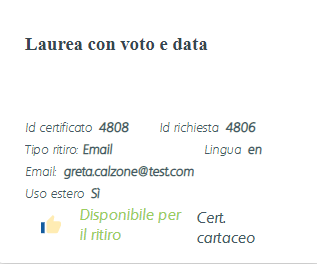 Laurea con voto e data
Id certificato 4808 Id richiesta 4806
Tipo ritiro: Email Lingua en
Email: greta.calzone@test.com
Uso estero Sì
Disponibile per il ritiro
Cert. cartaceo